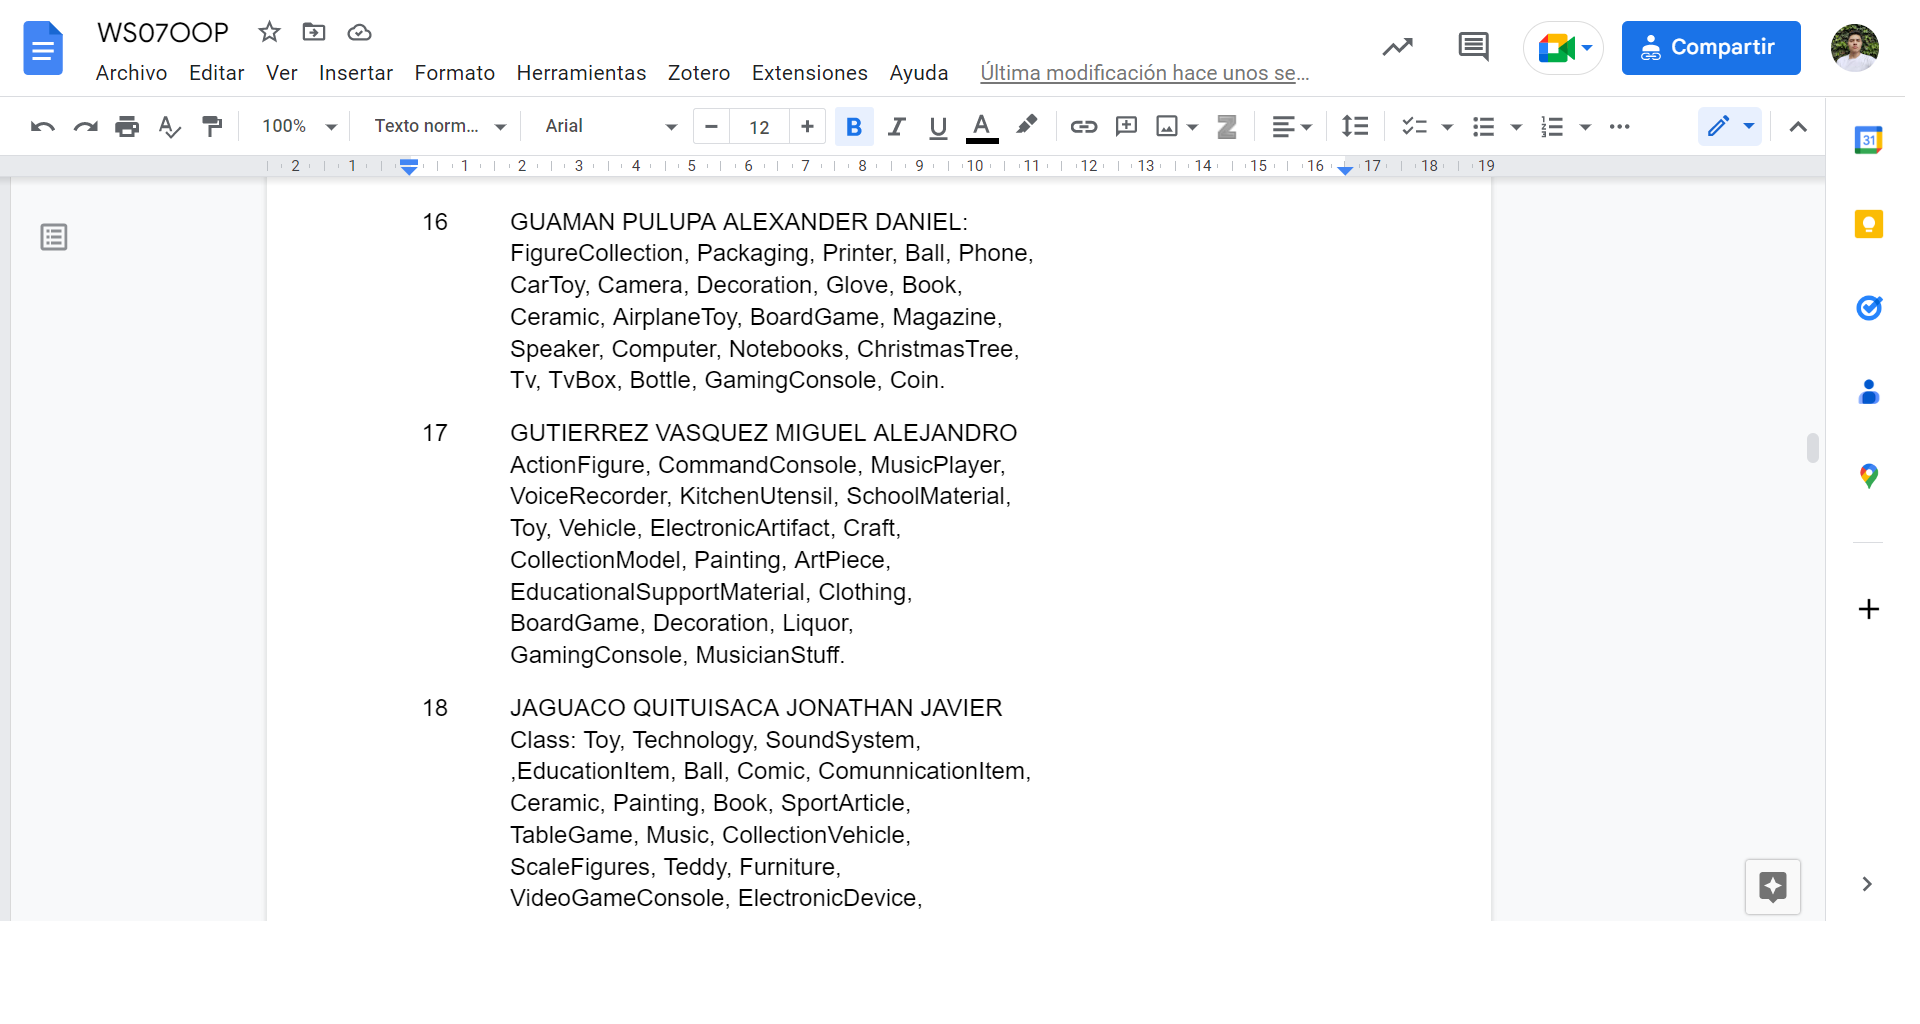 WS07OOP
Archivo Editar Ver Insertar Formato Herramientas Zotero Extensiones Ayuda Última modificación hace unos se...
Compartir
100% Texto norm... Arial − 12 + B I U A Z
31
2 1 1 2 3 4 5 6 7 8 9 10 11 12 13 14 15 16 17 18 19
16 GUAMAN PULUPA ALEXANDER DANIEL:
FigureCollection, Packaging, Printer, Ball, Phone,
CarToy, Camera, Decoration, Glove, Book,
Ceramic, AirplaneToy, BoardGame, Magazine,
Speaker, Computer, Notebooks, ChristmasTree,
Tv, TvBox, Bottle, GamingConsole, Coin.
17 GUTIERREZ VASQUEZ MIGUEL ALEJANDRO
ActionFigure, CommandConsole, MusicPlayer,
VoiceRecorder, KitchenUtensil, SchoolMaterial,
Toy, Vehicle, ElectronicArtifact, Craft,
CollectionModel, Painting, ArtPiece,
EducationalSupportMaterial, Clothing,
BoardGame, Decoration, Liquor,
GamingConsole, MusicianStuff.
18 JAGUACO QUITUISACA JONATHAN JAVIER
Class: Toy, Technology, SoundSystem,
,EducationItem, Ball, Comic, ComunnicationItem,
Ceramic, Painting, Book, SportArticle,
TableGame, Music, CollectionVehicle,
ScaleFigures, Teddy, Furniture,
VideoGameConsole, ElectronicDevice,